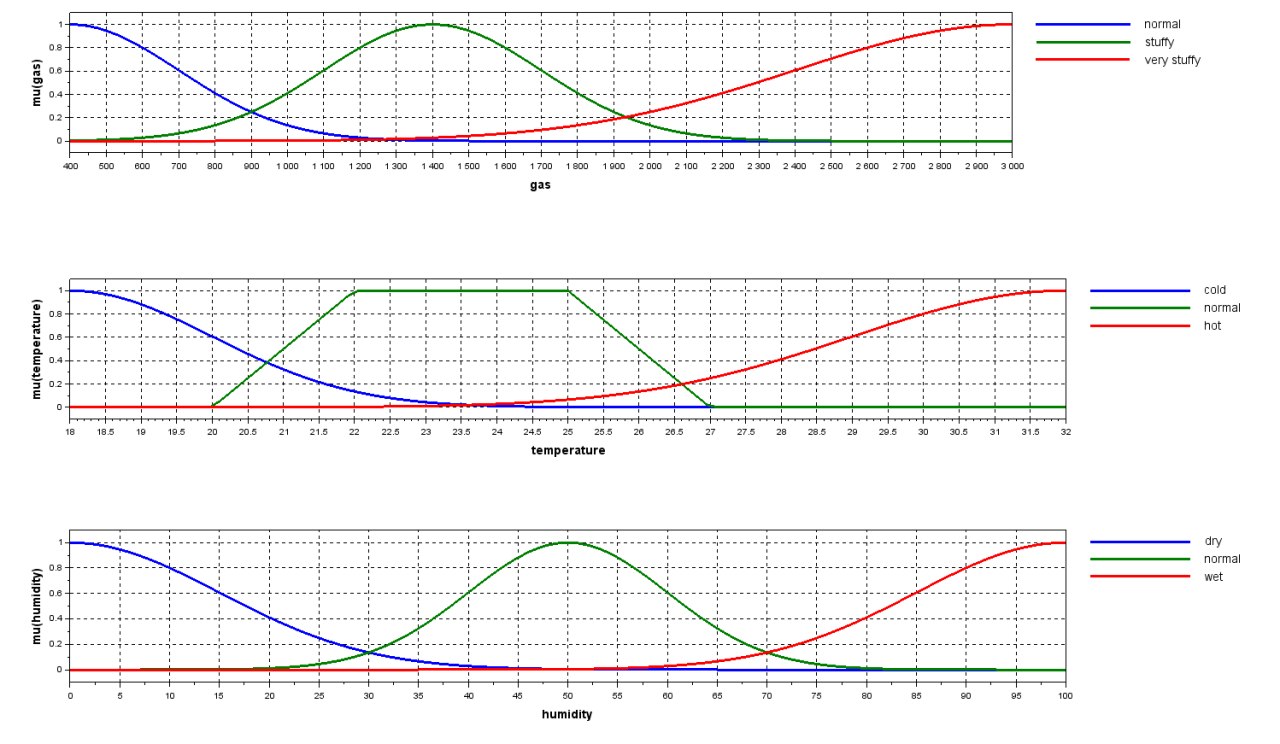 1
0.8
0.6
0.4
0.2
0
mu(gas)
400 500 600 700 800 900 1 000 1 100 1 200 1 300 1 400 1 500 1 600 1 700 1 800 1 900 2 000 2 100 2 200 2 300 2 400 2 500 2 600 2 700 2 800 2 900 3 000
gas
normal
stuffy
very stuffy
1
0.8
0.6
0.4
0.2
0
mu(temperature)
18 18.5 19 19.5 20 20.5 21 21.5 22 22.5 23 23.5 24 24.5 25 25.5 26 26.5 27 27.5 28 28.5 29 29.5 30 30.5 31 31.5 32
temperature
cold
normal
hot
1
0.8
0.6
0.4
0.2
0
mu(humidity)
0 5 10 15 20 25 30 35 40 45 50 55 60 65 70 75 80 85 90 95 100
humidity
dry
normal
wet